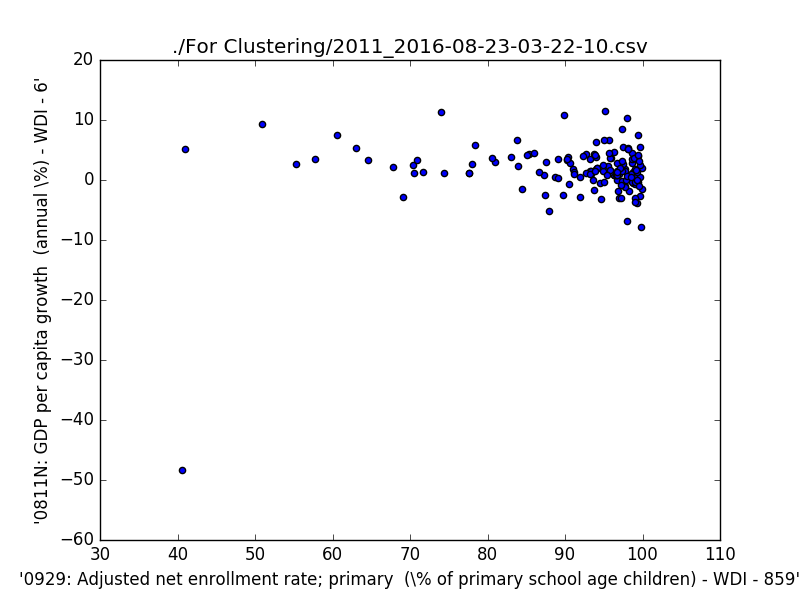 ./For Clustering/2011_2016-08-23-03-22-10.csv
20
10
0
−10
−20
−30
−40
−50
−60
'0811N: GDP per capita growth  (annual \%) - WDI - 6'
30 40 50 60 70 80 90 100 110
'0929: Adjusted net enrollment rate; primary  (\% of primary school age children) - WDI - 859'